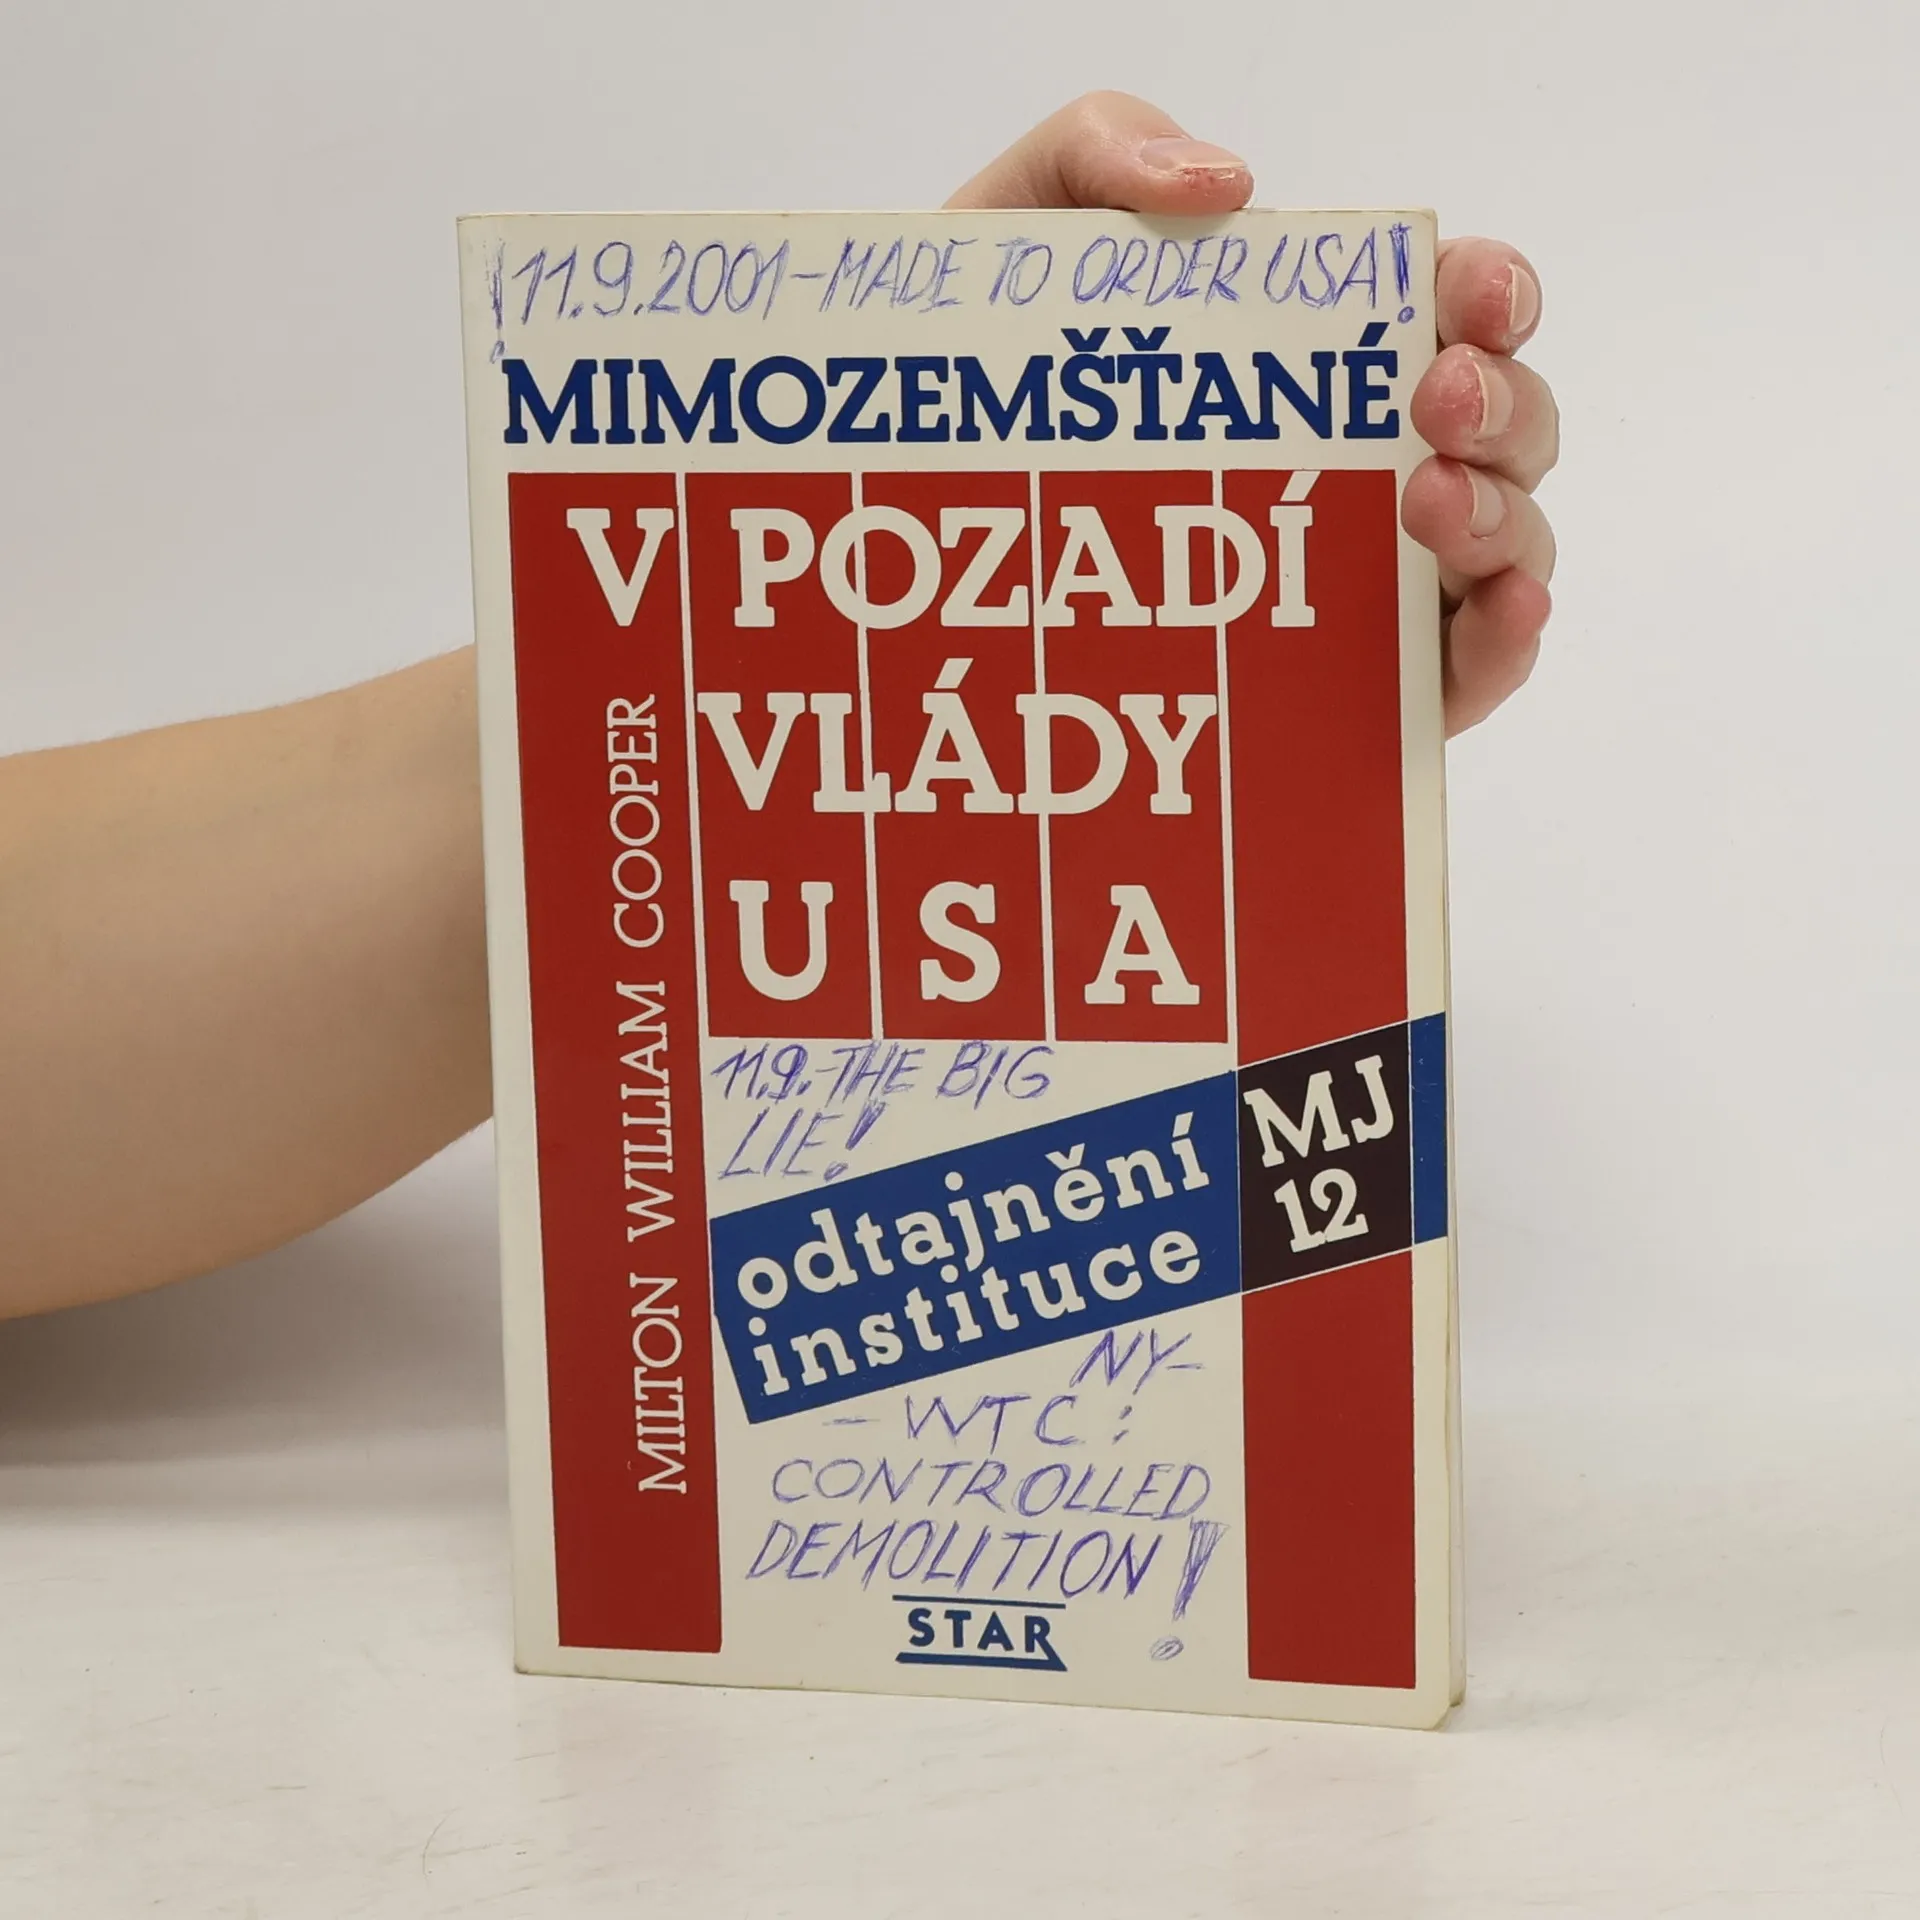 !11.9.2001-MADE TO ORDER USA!
MIMOZEMŠŤANÉ
V POZADÍ
VLÁDY
USA
MILTON WILLIAM COOPER
11.9.-THE BIG
LIE!
odtajnění
instituce
MJ
12
NY-
-WTC:
CONTROLLED
DEMOLITION!
STAR